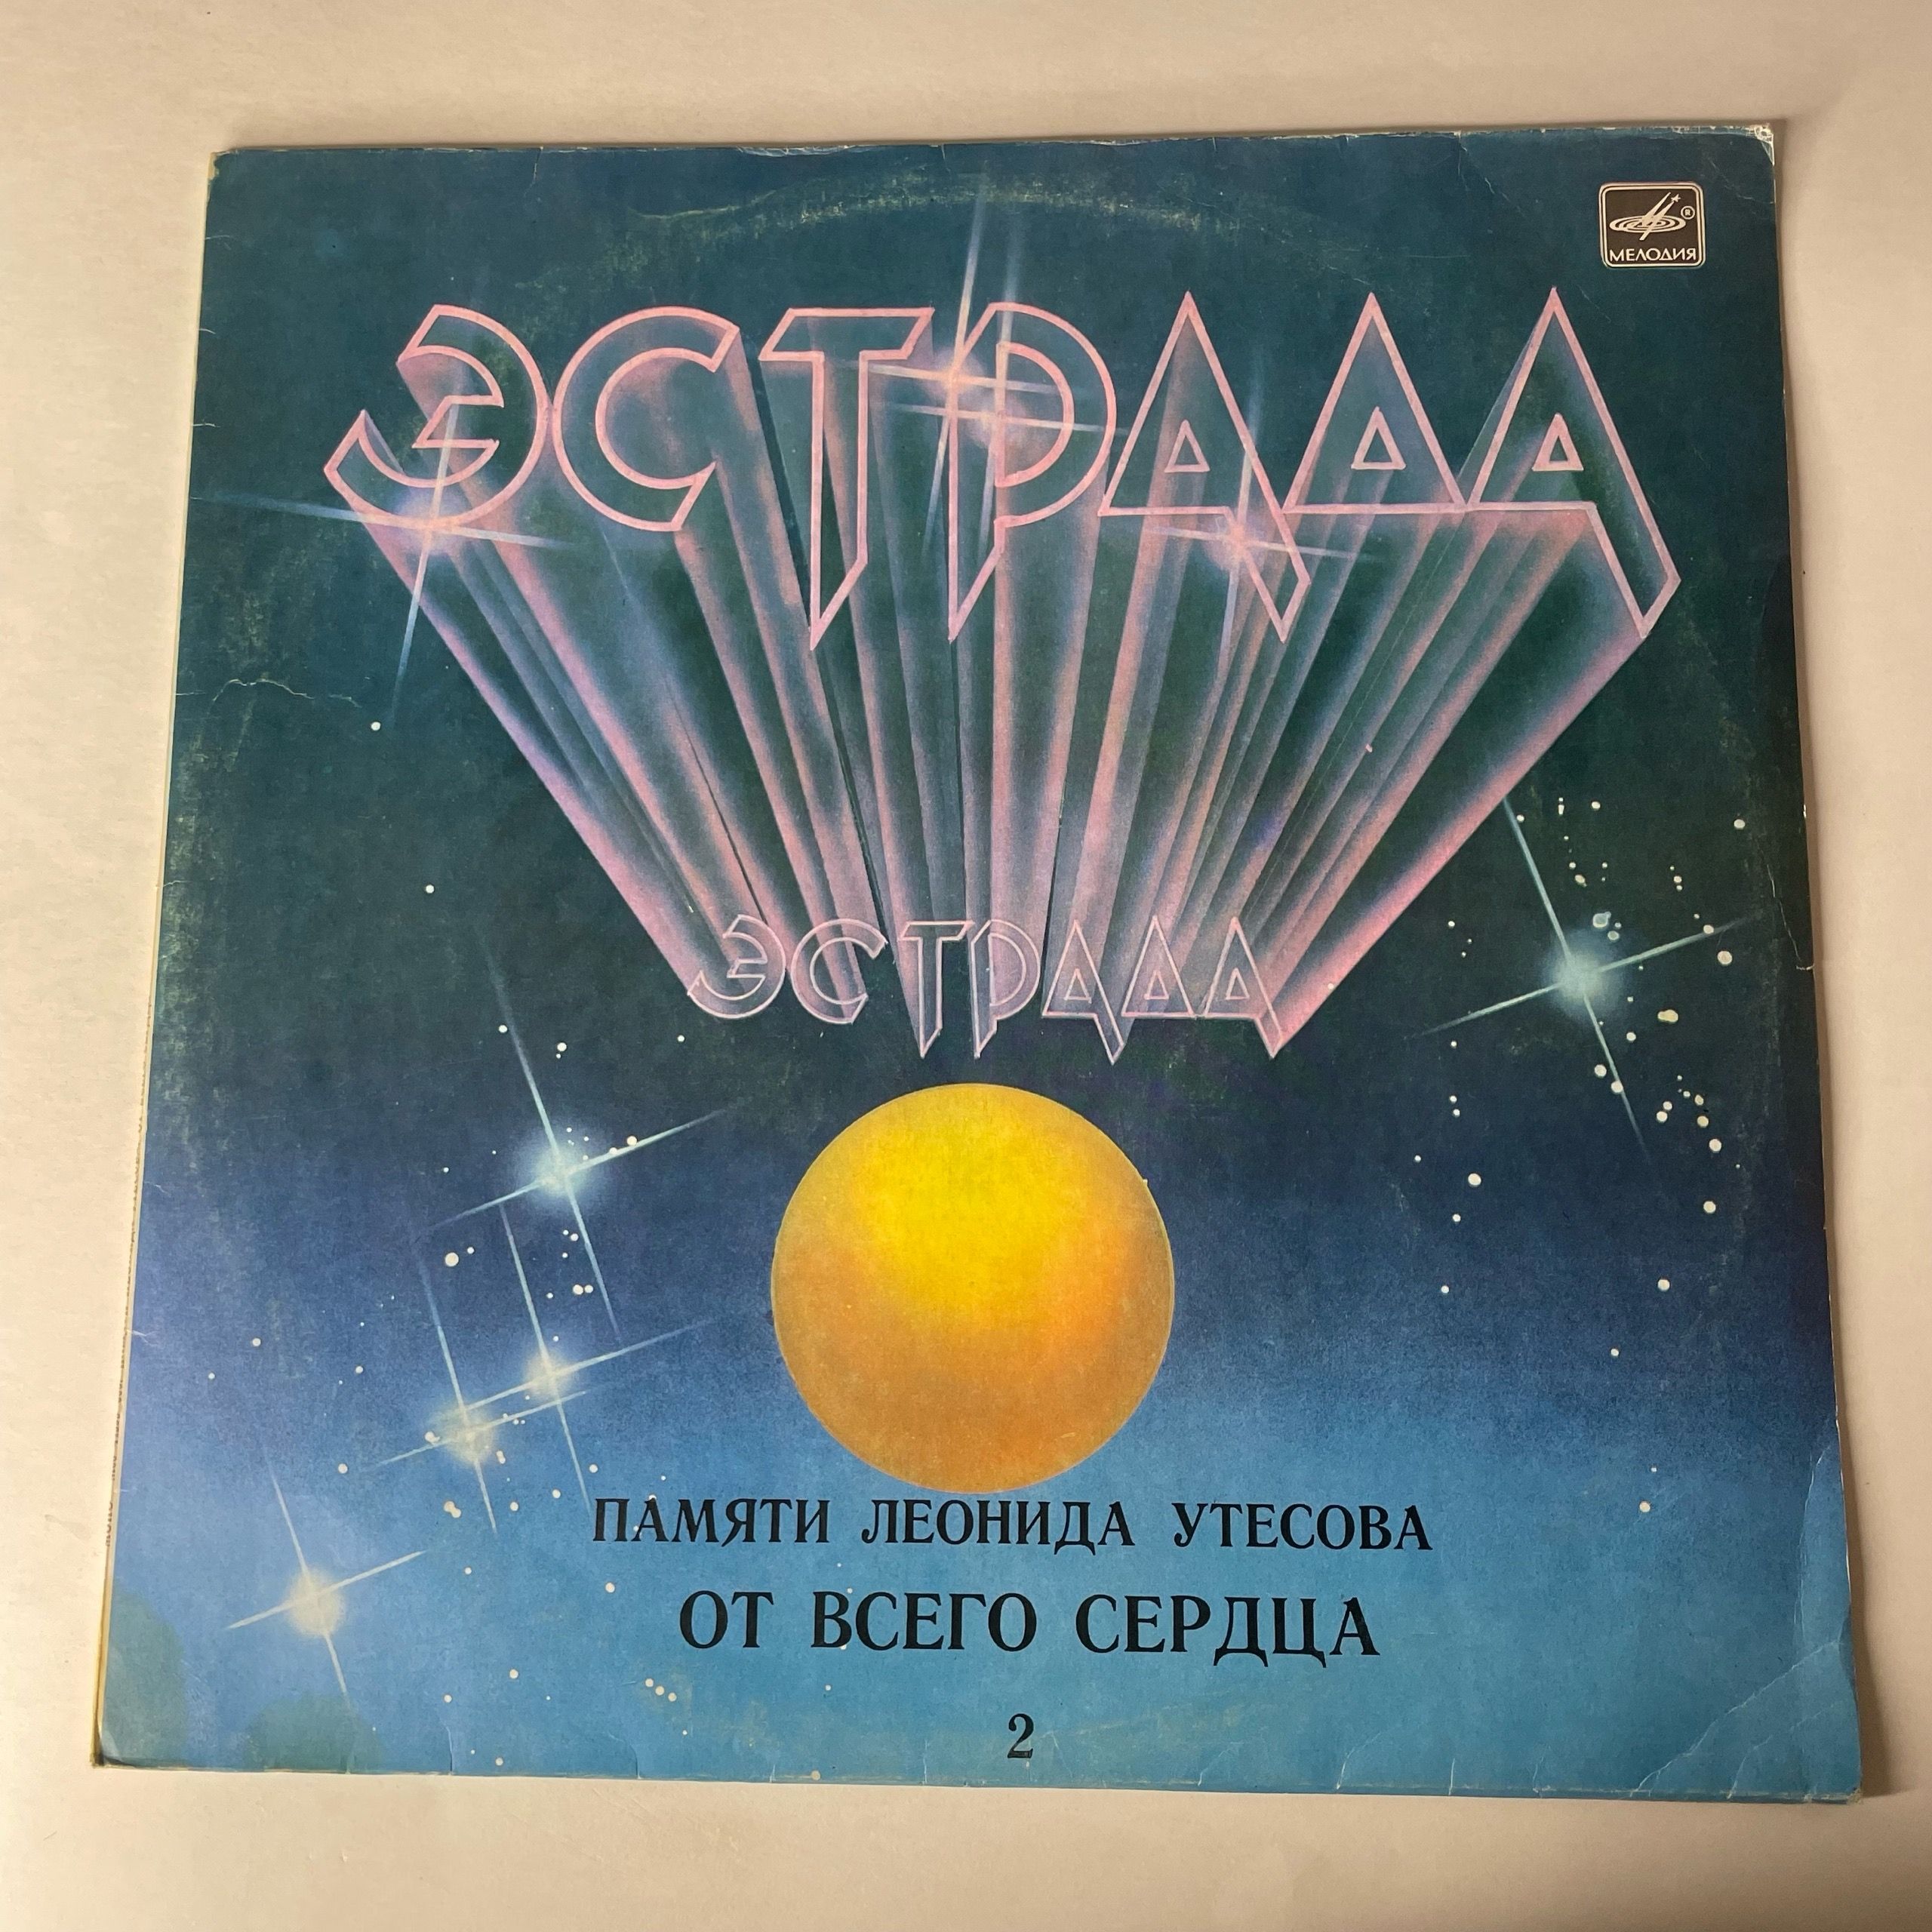 МЕЛОДИЯ
ЭСТРАДА
ЭСТРАДА
ПАМЯТИ ЛЕОНИДА УТЕСОВА
ОТ ВСЕГО СЕРДЦА
2